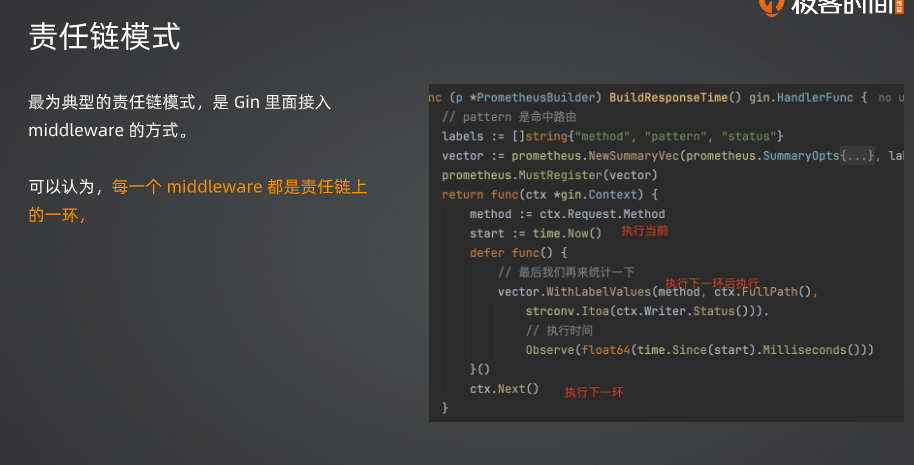 极客时间
责任链模式
最为典型的责任链模式，是 Gin 里面接入
middleware 的方式。
可以认为，每一个 middleware 都是责任链上
的一环，
nc (p *PrometheusBuilder) BuildResponseTime() gin.HandlerFunc { no u
// pattern 是命中路由
labels := []string{"method", "pattern", "status"}
vector := prometheus.NewSummaryVec(prometheus.SummaryOpts{...}, la
prometheus.MustRegister(vector)
return func(ctx *gin.Context) {
method := ctx.Request.Method
start := time.Now() 执行当前
defer func() {
// 最后我们再来统计一下
执行下一环后执行
vector.WithLabelValues(method, ctx.FullPath(),
strconv.Itoa(ctx.Writer.Status())).
// 执行时间
Observe(float64(time.Since(start).Milliseconds()))
}()
ctx.Next() 执行下一环
}